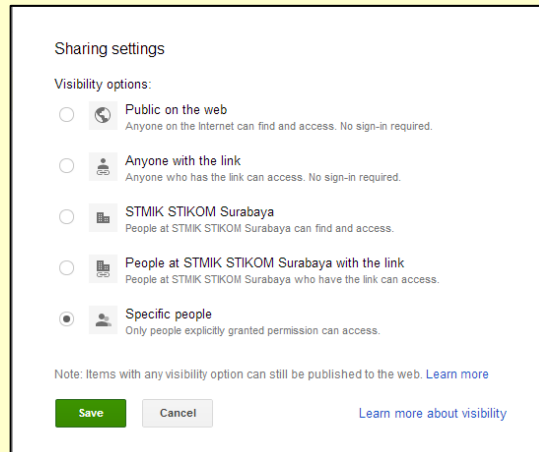 Sharing settings
Visibility options:
Public on the web
Anyone on the Internet can find and access. No sign-in required.
Anyone with the link
Anyone who has the link can access. No sign-in required.
STMIK STIKOM Surabaya
People at STMIK STIKOM Surabaya can find and access.
People at STMIK STIKOM Surabaya with the link
People at STMIK STIKOM Surabaya who have the link can access.
Specific people
Only people explicitly granted permission can access.
Note: Items with any visibility option can still be published to the web. Learn more
Save Cancel Learn more about visibility